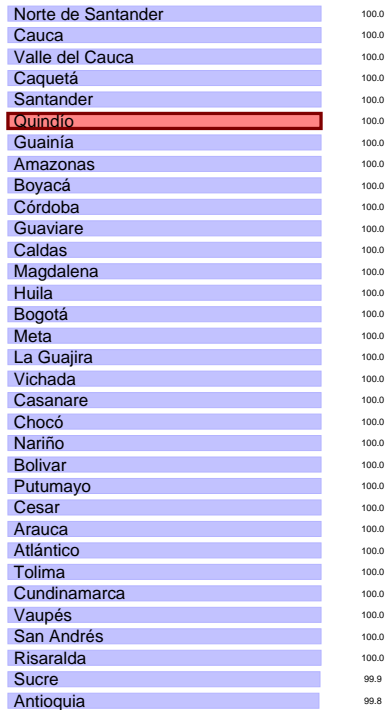 Norte de Santander 100.0
Cauca 100.0
Valle del Cauca 100.0
Caquetá 100.0
Santander 100.0
Quindío 100.0
Guainía 100.0
Amazonas 100.0
Boyacá 100.0
Córdoba 100.0
Guaviare 100.0
Caldas 100.0
Magdalena 100.0
Huila 100.0
Bogotá 100.0
Meta 100.0
La Guajira 100.0
Vichada 100.0
Casanare 100.0
Chocó 100.0
Nariño 100.0
Bolivar 100.0
Putumayo 100.0
Cesar 100.0
Arauca 100.0
Atlántico 100.0
Tolima 100.0
Cundinamarca 100.0
Vaupés 100.0
San Andrés 100.0
Risaralda 100.0
Sucre 99.9
Antioquia 99.8